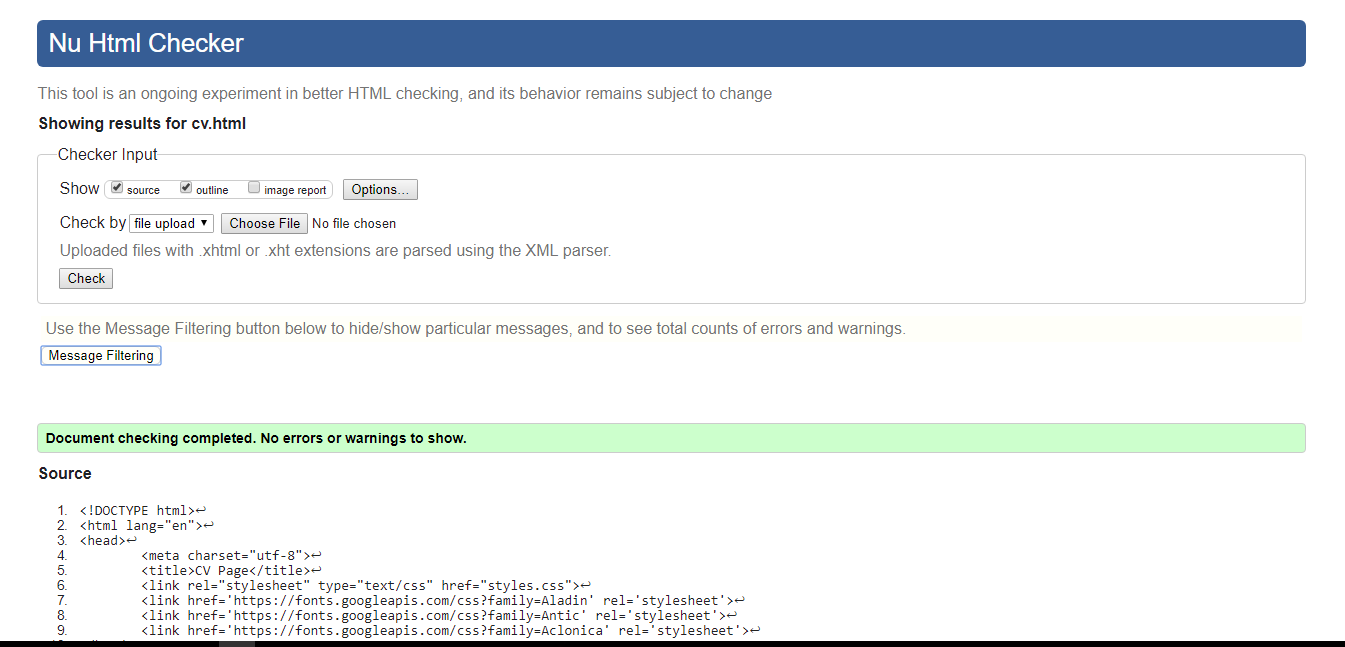 Nu Html Checker
This tool is an ongoing experiment in better HTML checking, and its behavior remains subject to change
Showing results for cv.html
Checker Input
Show source outline image report Options...
Check by file upload ▼ Choose File No file chosen
Uploaded files with .xhtml or .xht extensions are parsed using the XML parser.
Check
Use the Message Filtering button below to hide/show particular messages, and to see total counts of errors and warnings.
Message Filtering
Document checking completed. No errors or warnings to show.
Source
1. <!DOCTYPE html>↩
2. <html lang="en">↩
3. <head>↩
4. <meta charset="utf-8">↩
5. <title>CV Page</title>↩
6. <link rel="stylesheet" type="text/css" href="styles.css">↩
7. <link href='https://fonts.googleapis.com/css?family=Aladin' rel='stylesheet'>↩
8. <link href='https://fonts.googleapis.com/css?family=Antic' rel='stylesheet'>↩
9. <link href='https://fonts.googleapis.com/css?family=Aclonica' rel='stylesheet'>↩